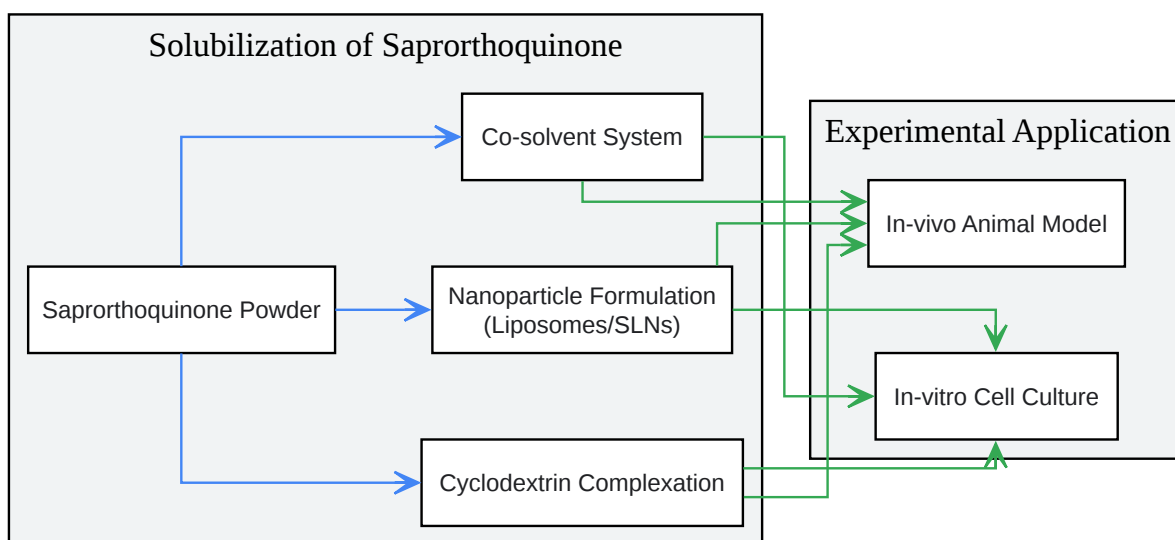 Solubilization of Saprorthoquinone
Co-solvent System
Saprorthoquinone Powder
Nanoparticle Formulation
(Liposomes/SLNs)
Cyclodextrin Complexation
Experimental Application
In-vivo Animal Model
In-vitro Cell Culture